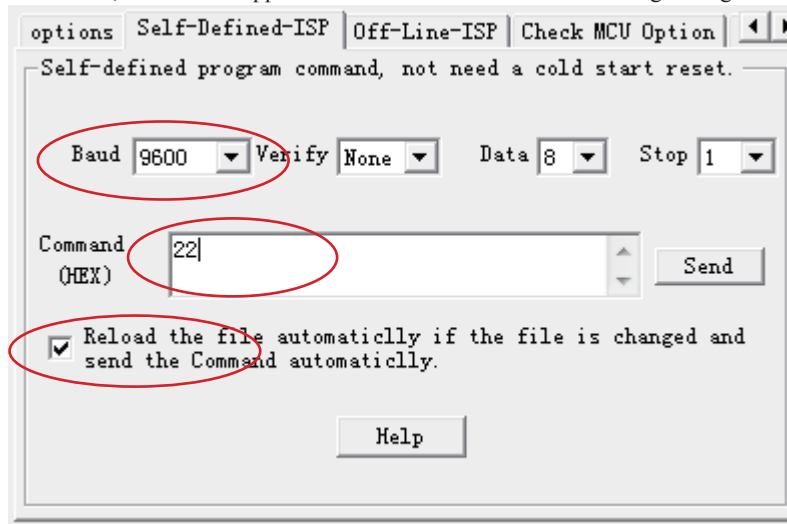 options Self-Defined-ISP Off-Line-ISP Check MCU Option
Self-defined program command, not need a cold start reset.
Baud 9600 Verify None Data 8 Stop 1
Command (HEX) 22 Send
Reload the file automaticlly if the file is changed and
send the Command automaticlly.
Help